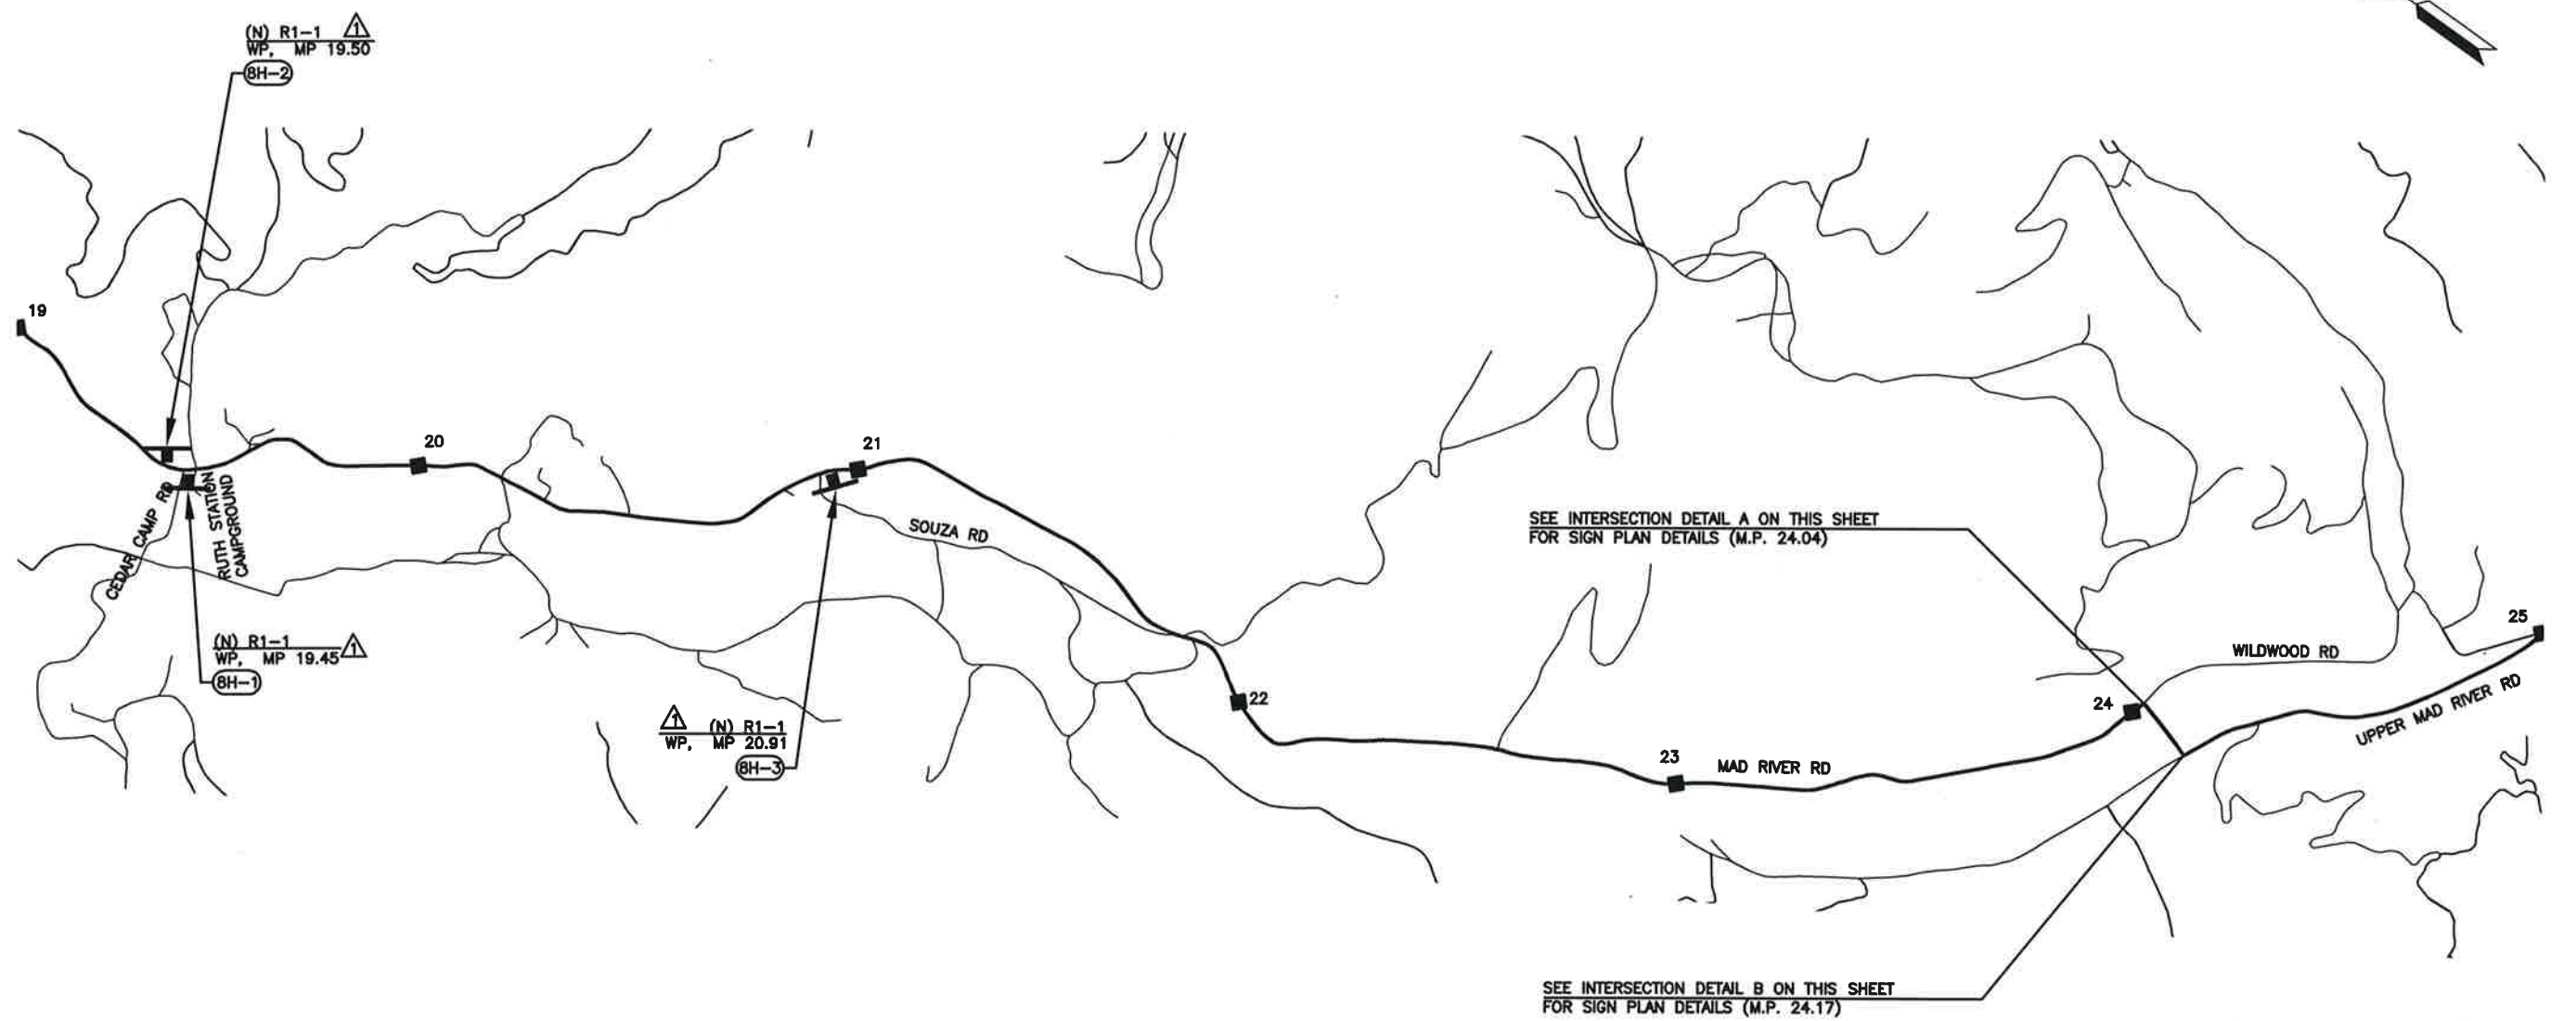 (N) R1-1 1
WP, MP 19.50
8H-2
19
20
21
CEDAR CAMP RD
RUTH STATION
CAMPGROUND
SOUZA RD
SEE INTERSECTION DETAIL A ON THIS SHEET
FOR SIGN PLAN DETAILS (M.P. 24.04)
(N) R1-1
WP, MP 19.45 1
8H-1
1 (N) R1-1
WP, MP 20.91
8H-3
22
23
MAD RIVER RD
24
WILDWOOD RD
25
UPPER MAD RIVER RD
SEE INTERSECTION DETAIL B ON THIS SHEET
FOR SIGN PLAN DETAILS (M.P. 24.17)